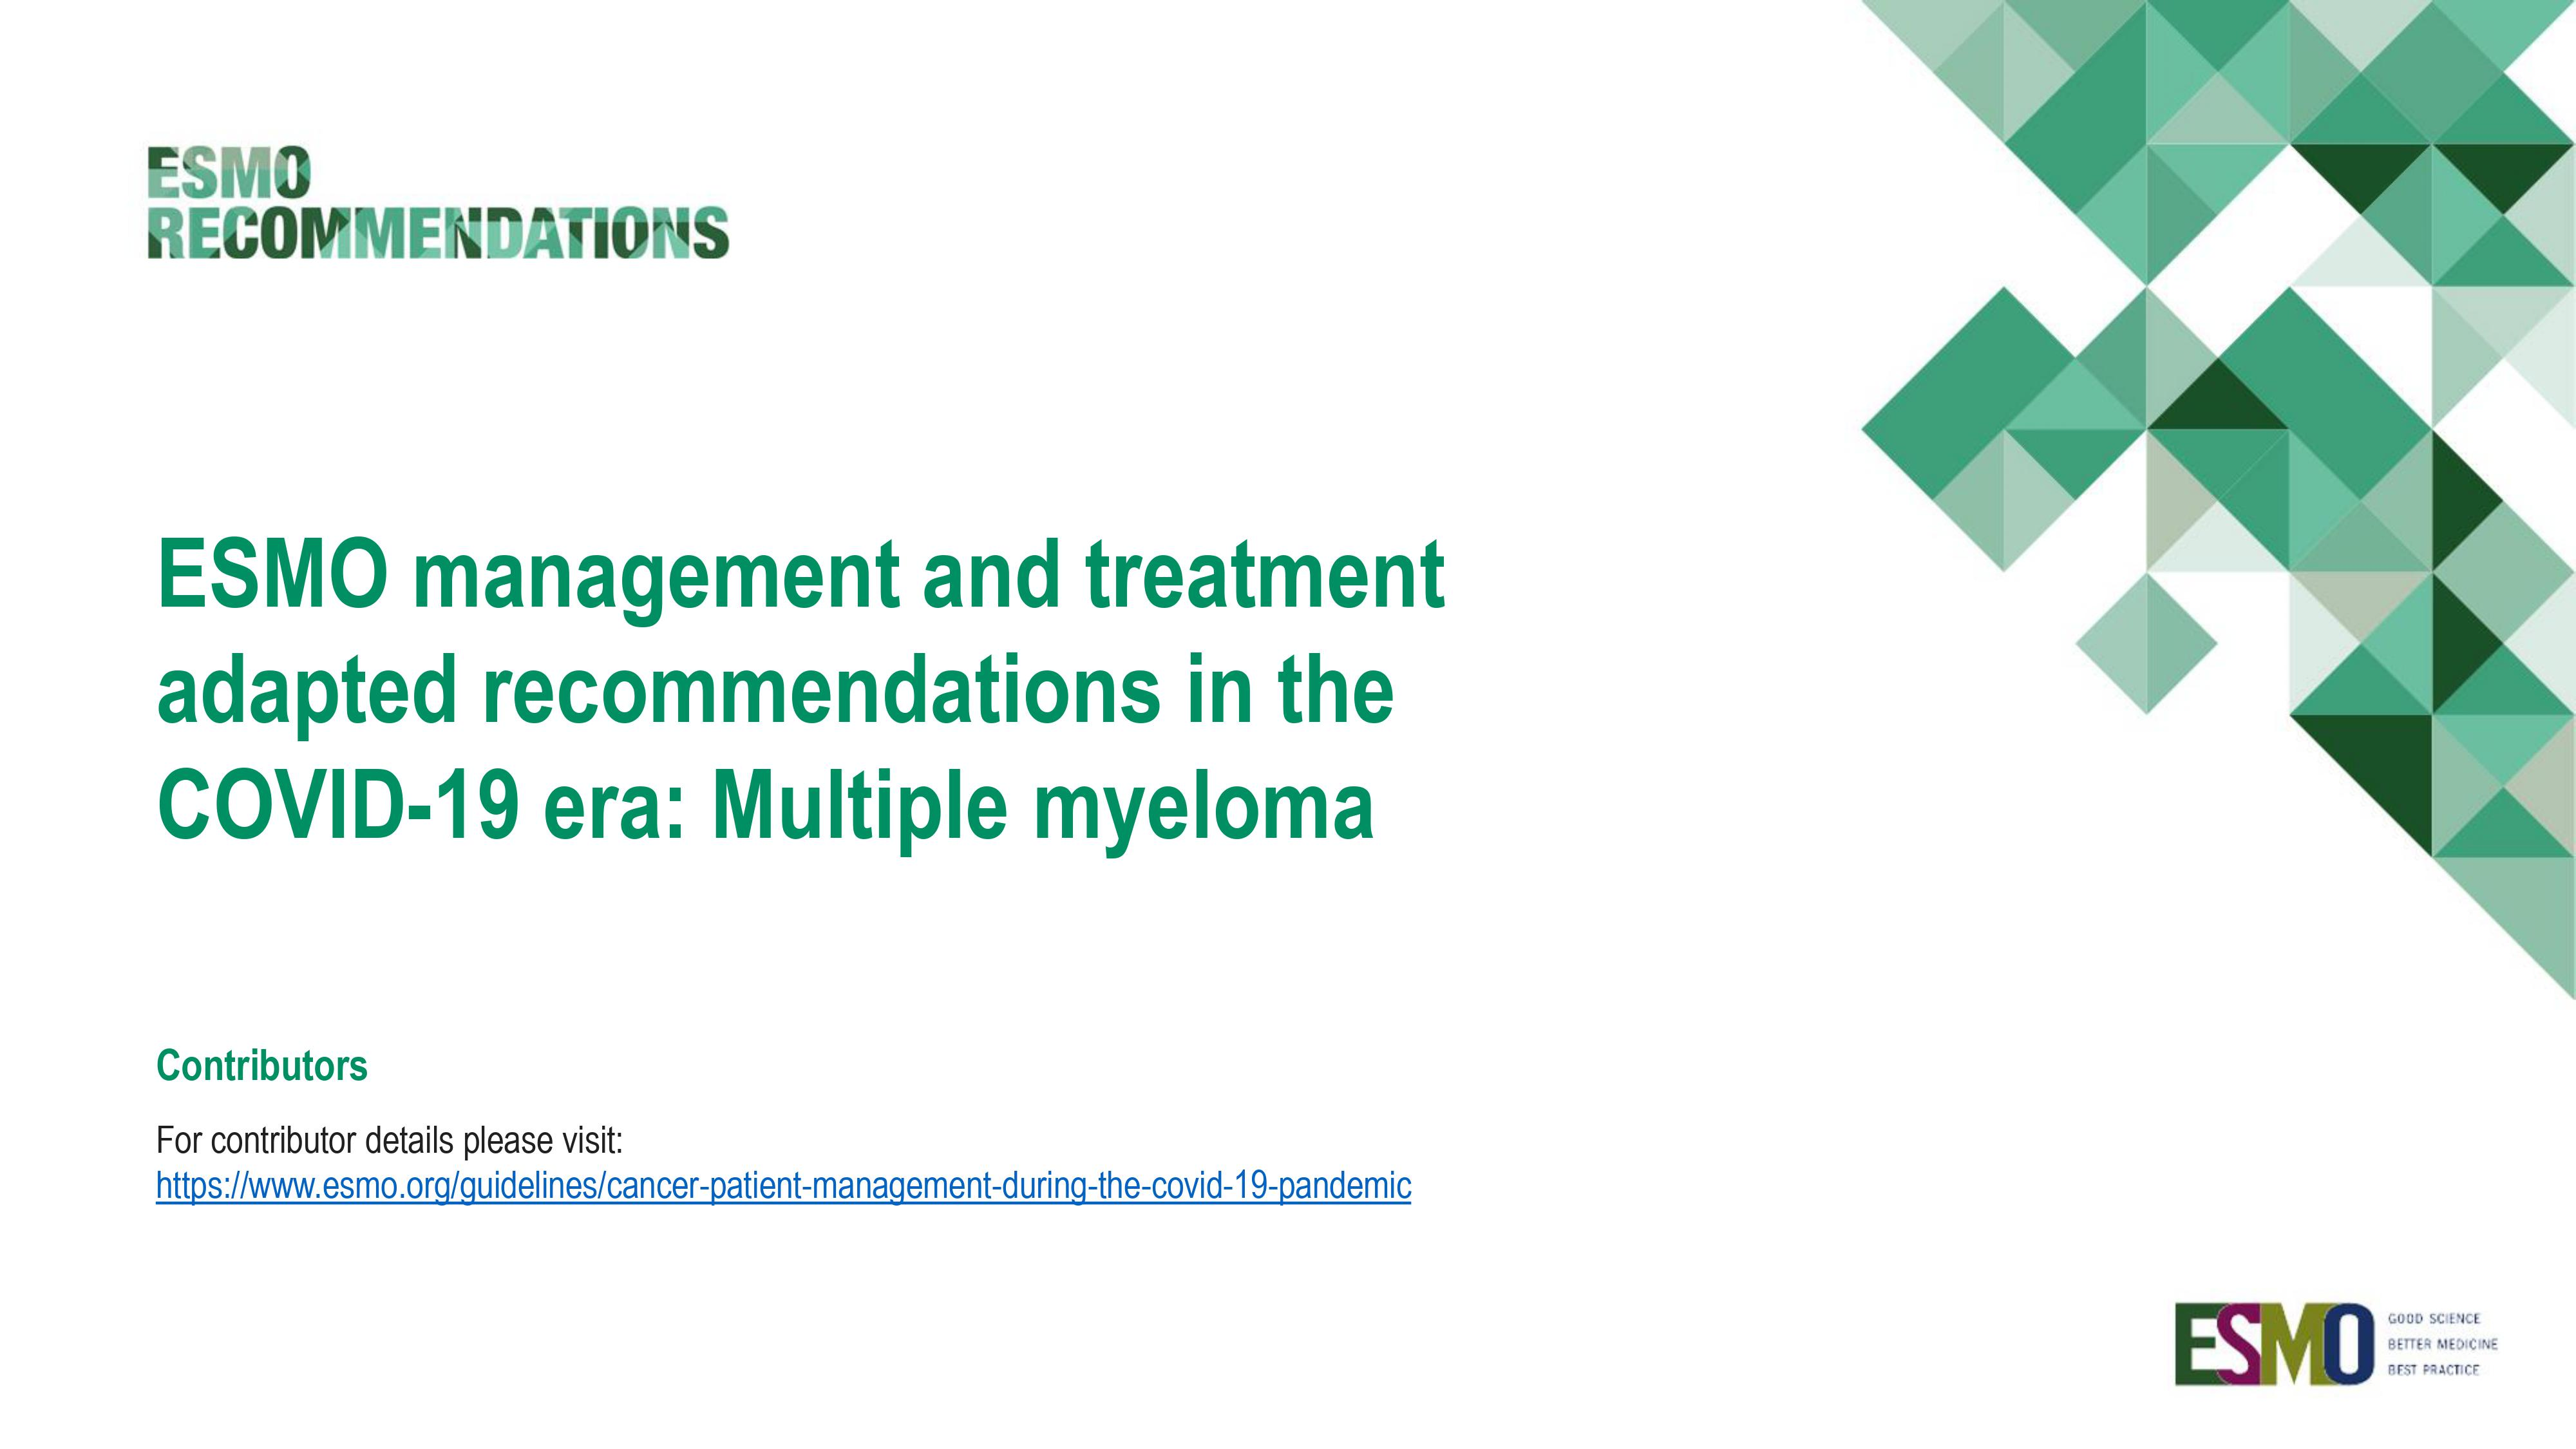 ESMO
RECOMMENDATIONS
ESMO management and treatment
adapted recommendations in the
COVID-19 era: Multiple myeloma
Contributors
For contributor details please visit:
https://www.esmo.org/guidelines/cancer-patient-management-during-the-covid-19-pandemic
ESMO
GOOD SCIENCE
BETTER MEDICINE
BEST PRACTICE